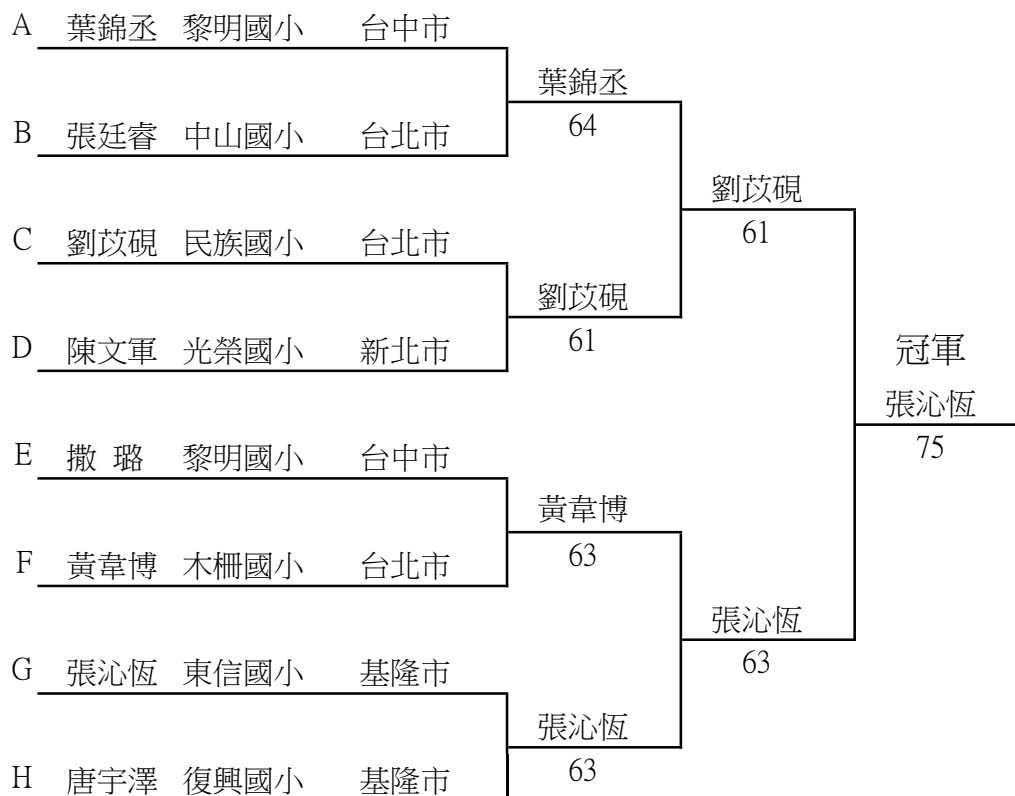 A 葉錦丞 黎明國小 台中市
葉錦丞
64
B 張廷睿 中山國小 台北市
劉苡硯
61
C 劉苡硯 民族國小 台北市
劉苡硯
61
D 陳文軍 光榮國小 新北市
冠軍
張沁恆
75
E 撒 璐 黎明國小 台中市
黃韋博
63
F 黃韋博 木柵國小 台北市
張沁恆
63
G 張沁恆 東信國小 基隆市
張沁恆
63
H 唐宇澤 復興國小 基隆市